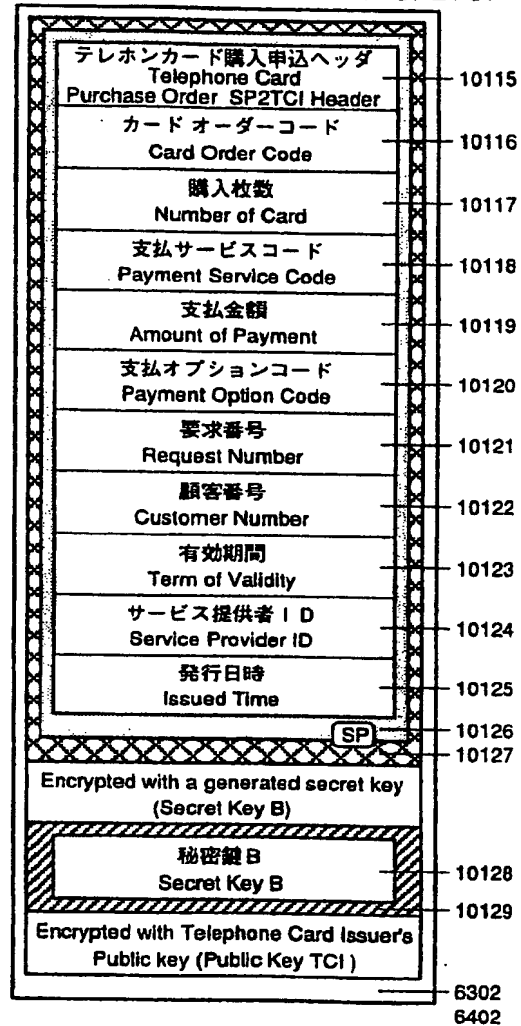 テレホンカード購入申込ヘッダ
Telephone Card
Purchase Order SP2TCI Header
10115
カード オーダーコード
Card Order Code
10116
購入枚数
Number of Card
10117
支払サービスコード
Payment Service Code
10118
支払金額
Amount of Payment
10119
支払オプションコード
Payment Option Code
10120
要求番号
Request Number
10121
顧客番号
Customer Number
10122
有効期間
Term of Validity
10123
サービス提供者ID
Service Provider ID
10124
発行日時
Issued Time
10125
SP
10126
10127
Encrypted with a generated secret key
(Secret Key B)
秘密鍵B
Secret Key B
10128
10129
Encrypted with Telephone Card Issuer's
Public key (Public Key TCI)
6302
6402